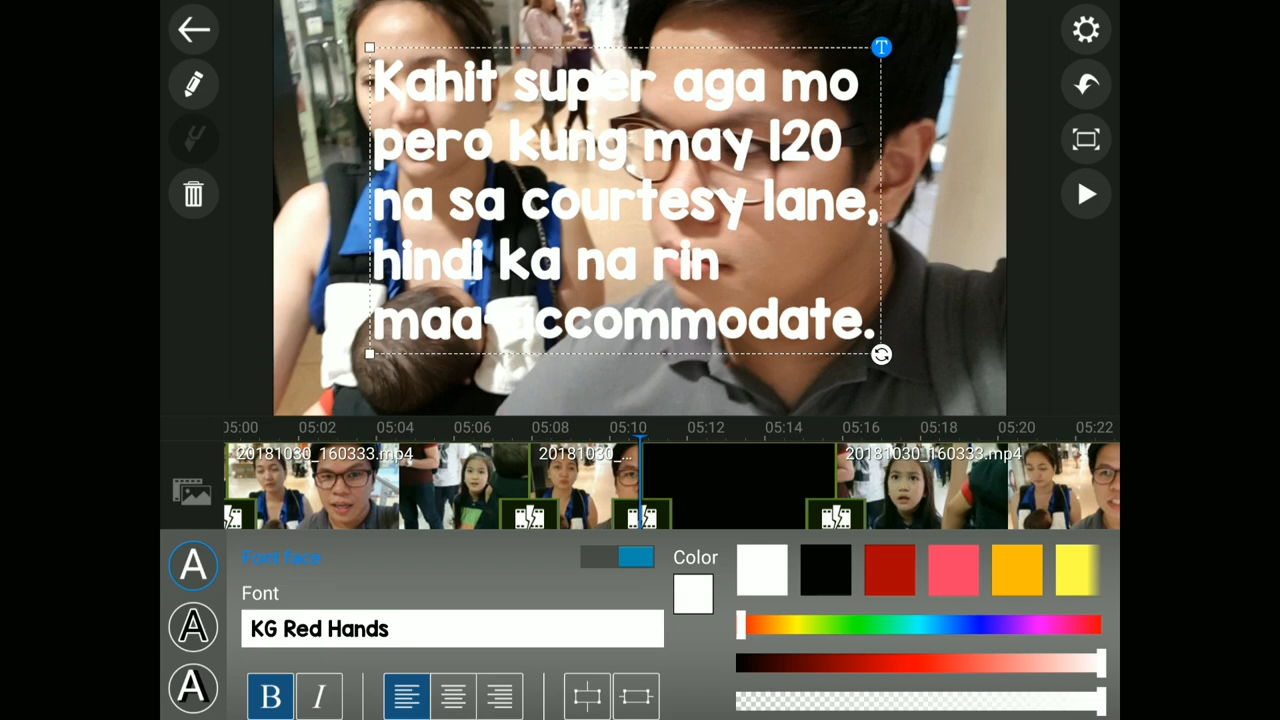 Kahit super aga mo
pero kung may 120
na sa courtesy lane,
hindi ka na rin
maa-accommodate.
T
05:00 05:02 05:04 05:06 05:08 05:10 05:12 05:14 05:16 05:18 05:20 05:22
20181030_160333.mp4 20181030_... 20181030_160333.mp4
A Font face Color
Font
A KG Red Hands
A B I